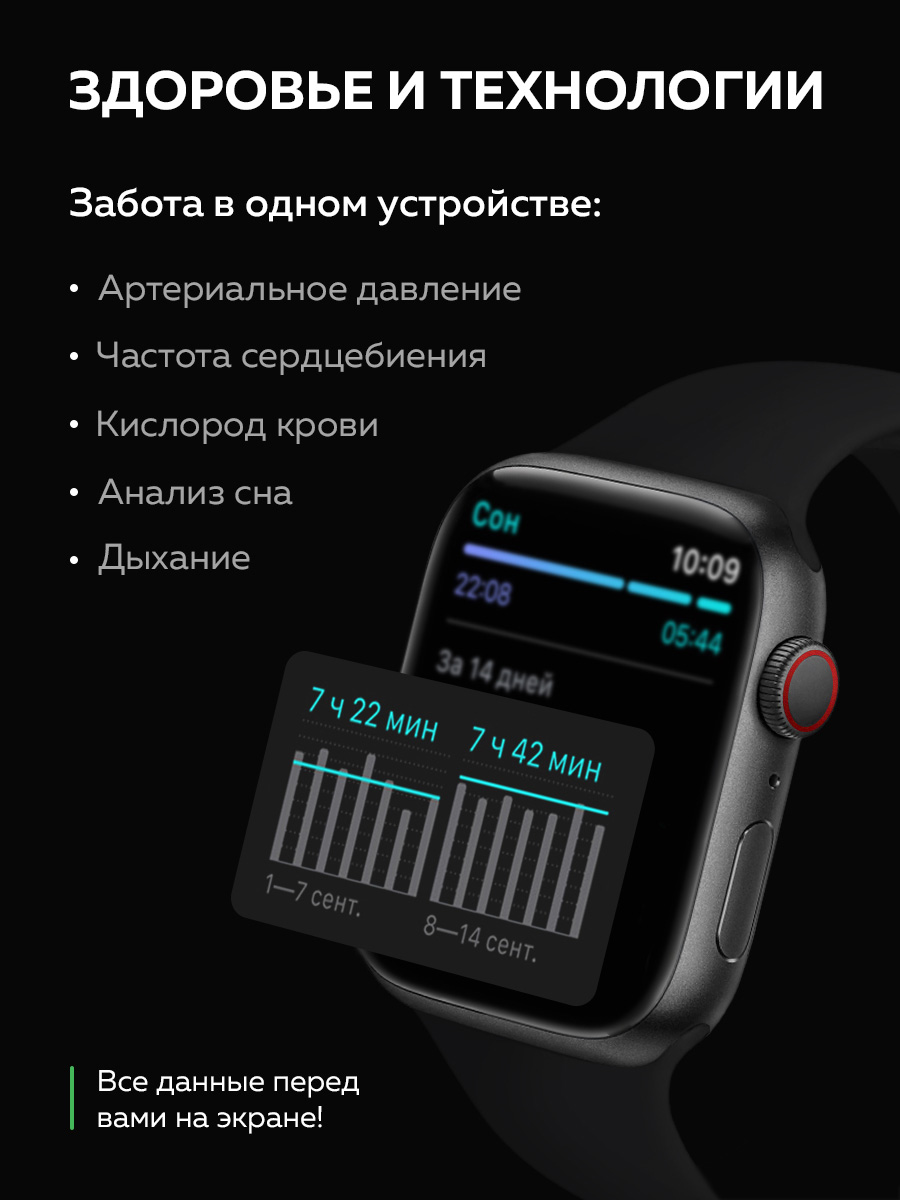 ЗДОРОВЬЕ И ТЕХНОЛОГИИ
Забота в одном устройстве:
• Артериальное давление
• Частота сердцебиения
• Кислород крови
• Анализ сна
• Дыхание
Сон
10:09
22:08
05:44
За 14 дней
7 ч 22 мин
7 ч 42 мин
1—7 сент.
8—14 сент.
Все данные перед
вами на экране!